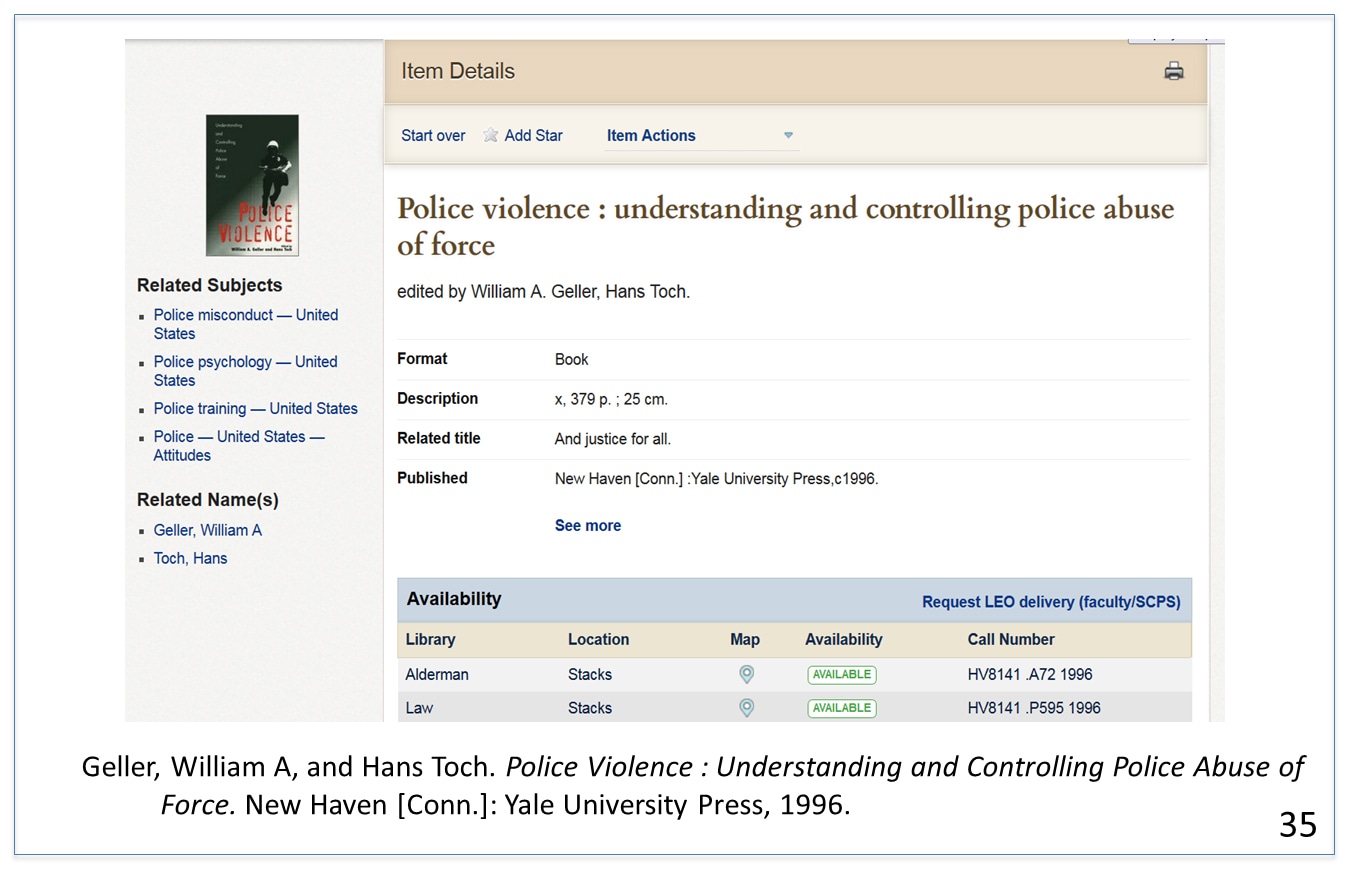 Item Details
Start over
Add Star
Item Actions
Understanding
and
Controlling
Police
Abuse
of
Force
POLICE
VIOLENCE
William A. Geller and Hans Toch
Related Subjects
Police misconduct — United
States
Police psychology — United
States
Police training — United States
Police — United States —
Attitudes
Related Name(s)
Geller, William A
Toch, Hans
Police violence : understanding and controlling police abuse
of force
edited by William A. Geller, Hans Toch.
Format Book
Description x, 379 p. ; 25 cm.
Related title And justice for all.
Published New Haven [Conn.] :Yale University Press,c1996.
See more
Availability Request LEO delivery (faculty/SCPS)
Library Location Map Availability Call Number
Alderman Stacks AVAILABLE HV8141 .A72 1996
Law Stacks AVAILABLE HV8141 .P595 1996
Geller, William A, and Hans Toch. Police Violence : Understanding and Controlling Police Abuse of
Force. New Haven [Conn.]: Yale University Press, 1996.
35